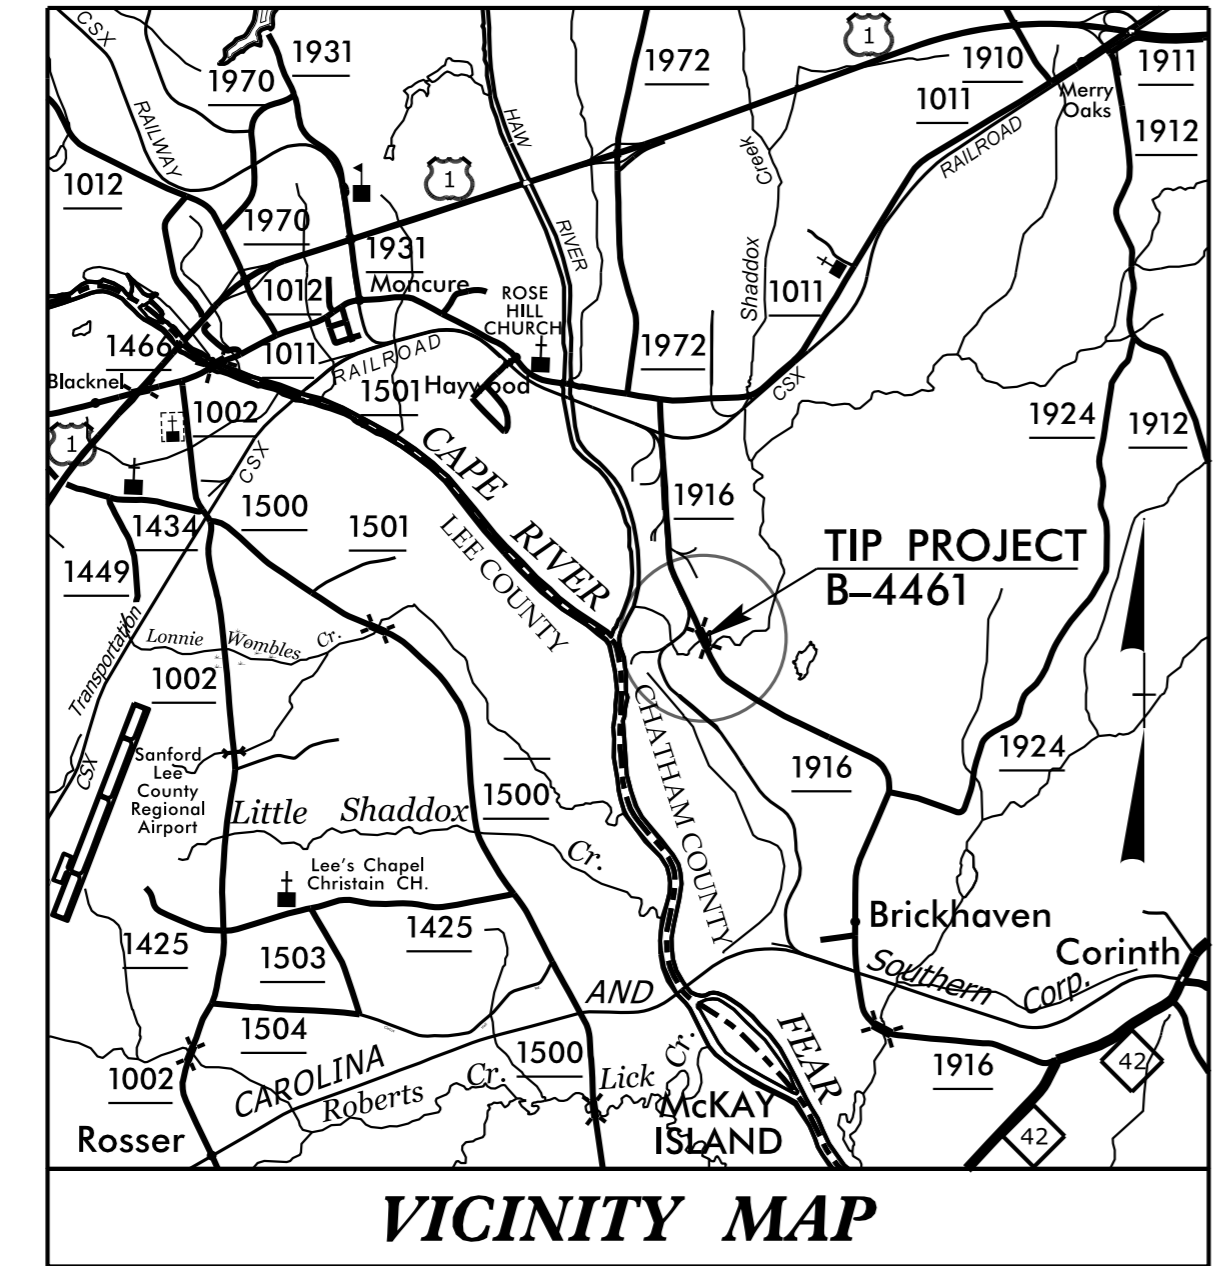 CSX
RAILWAY
1970
1931
HAW
RIVER
1972
1
1910
1911
1011
Merry
Oaks
RAILROAD
1912
Creek
Shaddox
1012
1
1970
1931
1012
Moncure
ROSE
HILL
CHURCH
1011
1466
1011
RAILROAD
1972
CSX
Blacknel
1501
Haywood
1002
1
CSX
1924
1912
CAPE
RIVER
1916
1500
1434
1501
LEE COUNTY
TIP PROJECT
B–4461
1449
Transportation
CSX
Lonnie Wombles Cr.
1002
Sanford
Lee
County
Regional
Airport
CHATHAM COUNTY
1916
1924
1500
Little Shaddox
Cr.
Lee's Chapel
Christain CH.
1425
1503
1425
Brickhaven
Corinth
Southern Corp.
AND
1504
CAROLINA
1500
FEAR
1916
42
1002
Roberts Cr.
Lick Cr.
McKAY
ISLAND
Rosser
42
VICINITY MAP